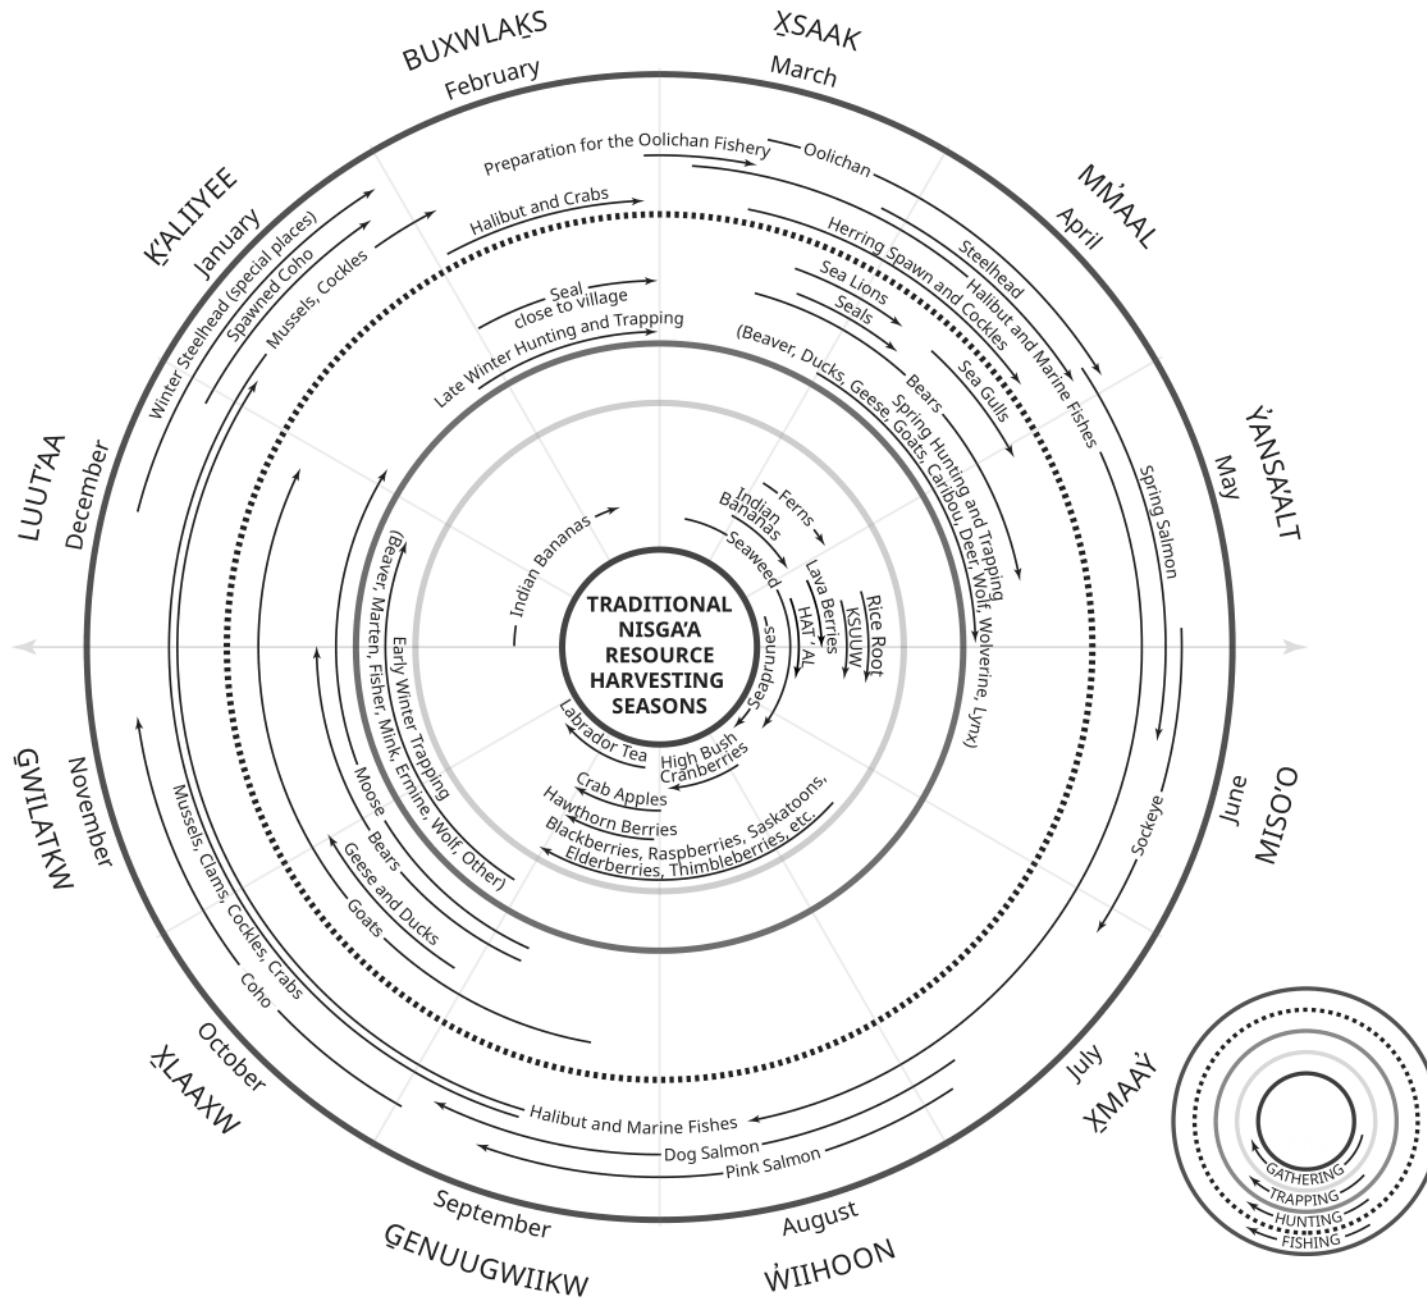 BUXWLAḴS
February
X̱SAAK
March
MM̓AAL
April
Y̓ANSA'ALT
May
MISO'O
June
X̱MAAY̓
July
W̓IIHOON
August
G̱ENUUGWIIKW
September
X̱LAAXW
October
G̱WILATKW
November
LUUT'AA
December
Ḵ'ALIIYEE
January
Preparation for the Oolichan Fishery
Oolichan
Halibut and Crabs
Steelhead
Halibut and Marine Fishes
Herring Spawn and Cockles
Spring Salmon
Sockeye
Pink Salmon
Dog Salmon
Halibut and Marine Fishes
Coho
Mussels, Clams, Cockles, Crabs
Winter Steelhead (special places)
Spawned Coho
Mussels, Cockles
Seal
close to village
Sea Lions
Seals
Bears
Sea Gulls
Spring Hunting and Trapping
(Beaver, Ducks, Geese, Goats, Caribou, Deer, Wolf, Wolverine, Lynx)
Late Winter Hunting and Trapping
Goats
Geese and Ducks
Bears
Moose
Early Winter Trapping
(Beaver, Marten, Fisher, Mink, Ermine, Wolf, Other)
Indian Bananas
Ferns
Indian
Bananas
Seaweed
Lava Berries
HAT'AL
KSUUW
Rice Root
Seaprunes
High Bush
Cranberries
Labrador Tea
Crab Apples
Hawthorn Berries
Blackberries, Raspberries, Saskatoons,
Elderberries, Thimbleberries, etc.
TRADITIONAL
NISGA'A
RESOURCE
HARVESTING
SEASONS
GATHERING
TRAPPING
HUNTING
FISHING